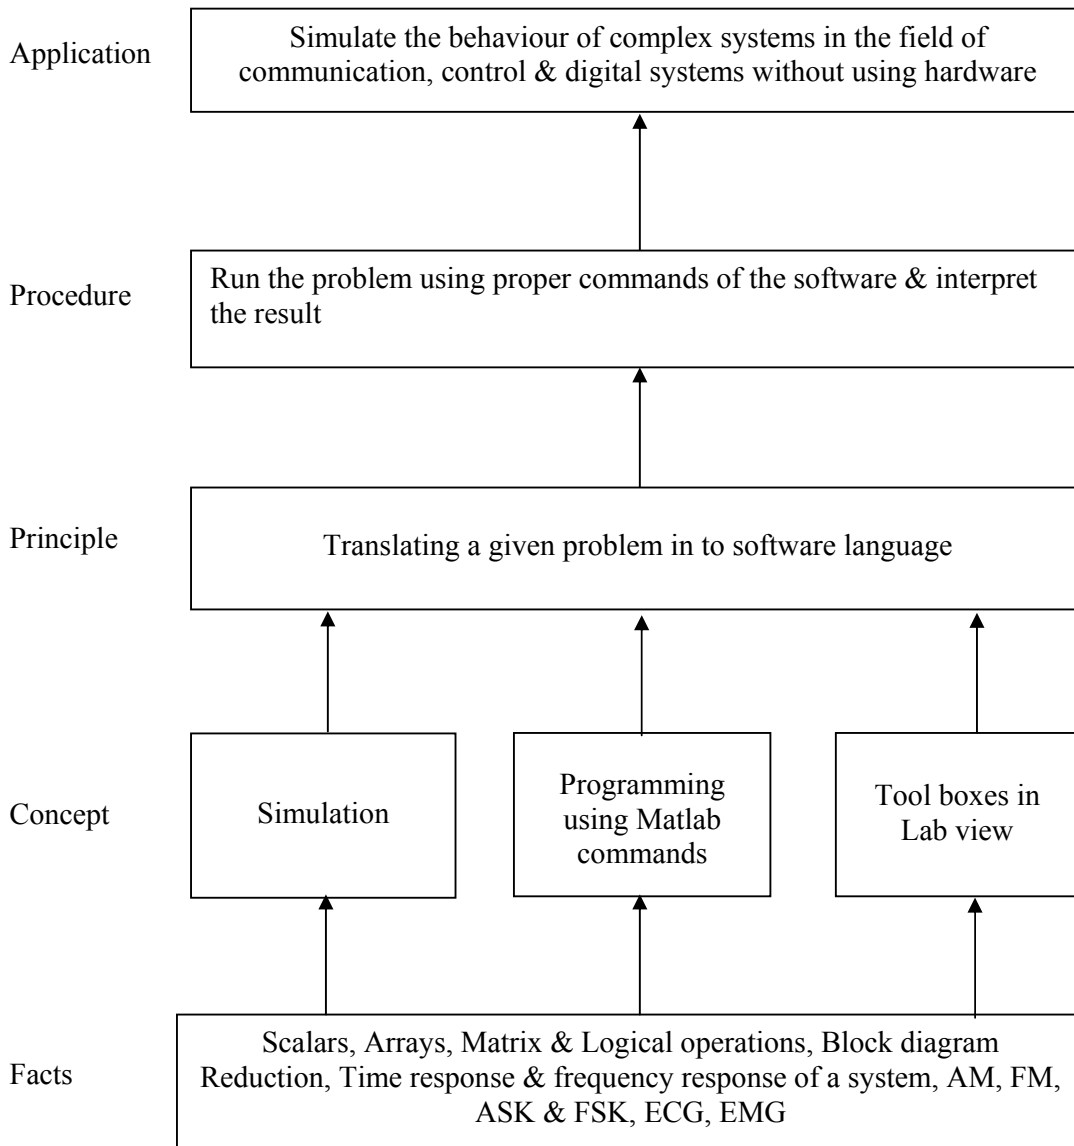 Application
Simulate the behaviour of complex systems in the field of
communication, control & digital systems without using hardware
Procedure
Run the problem using proper commands of the software & interpret
the result
Principle
Translating a given problem in to software language
Concept
Simulation
Programming
using Matlab
commands
Tool boxes in
Lab view
Facts
Scalars, Arrays, Matrix & Logical operations, Block diagram
Reduction, Time response & frequency response of a system, AM, FM,
ASK & FSK, ECG, EMG